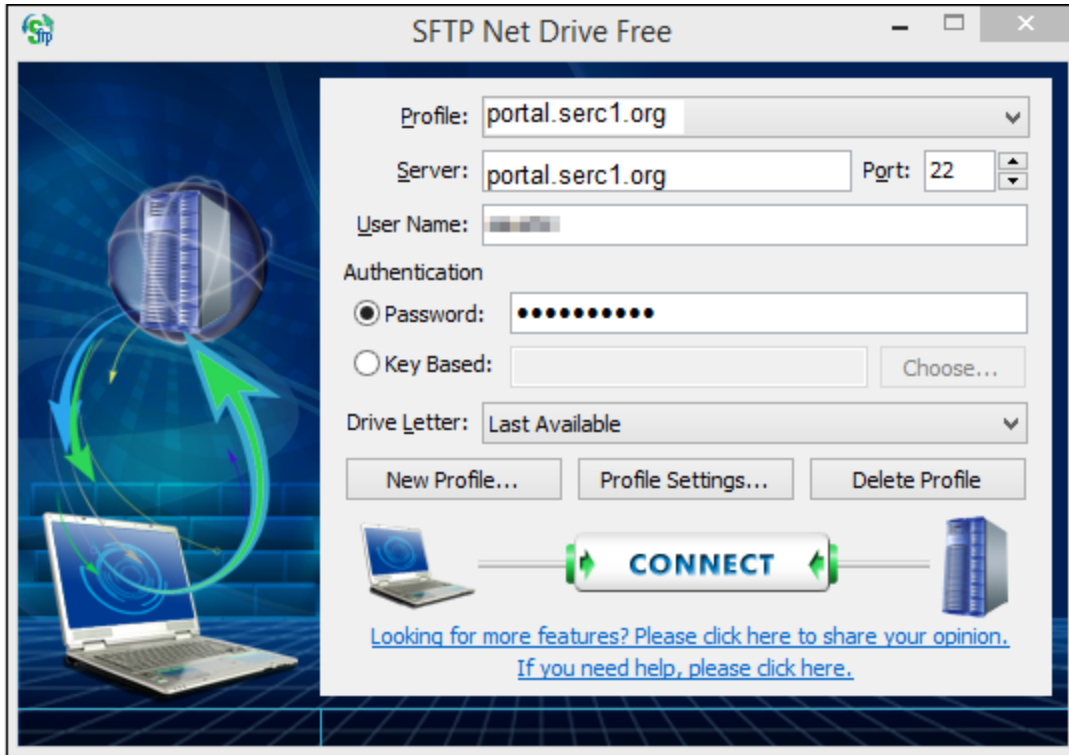 Sftp
SFTP Net Drive Free
Profile: portal.serc1.org
Server: portal.serc1.org Port: 22
User Name:
Authentication
Password: ••••••••••
Key Based: Choose...
Drive Letter: Last Available
New Profile... Profile Settings... Delete Profile
CONNECT
Looking for more features? Please click here to share your opinion.
If you need help, please click here.